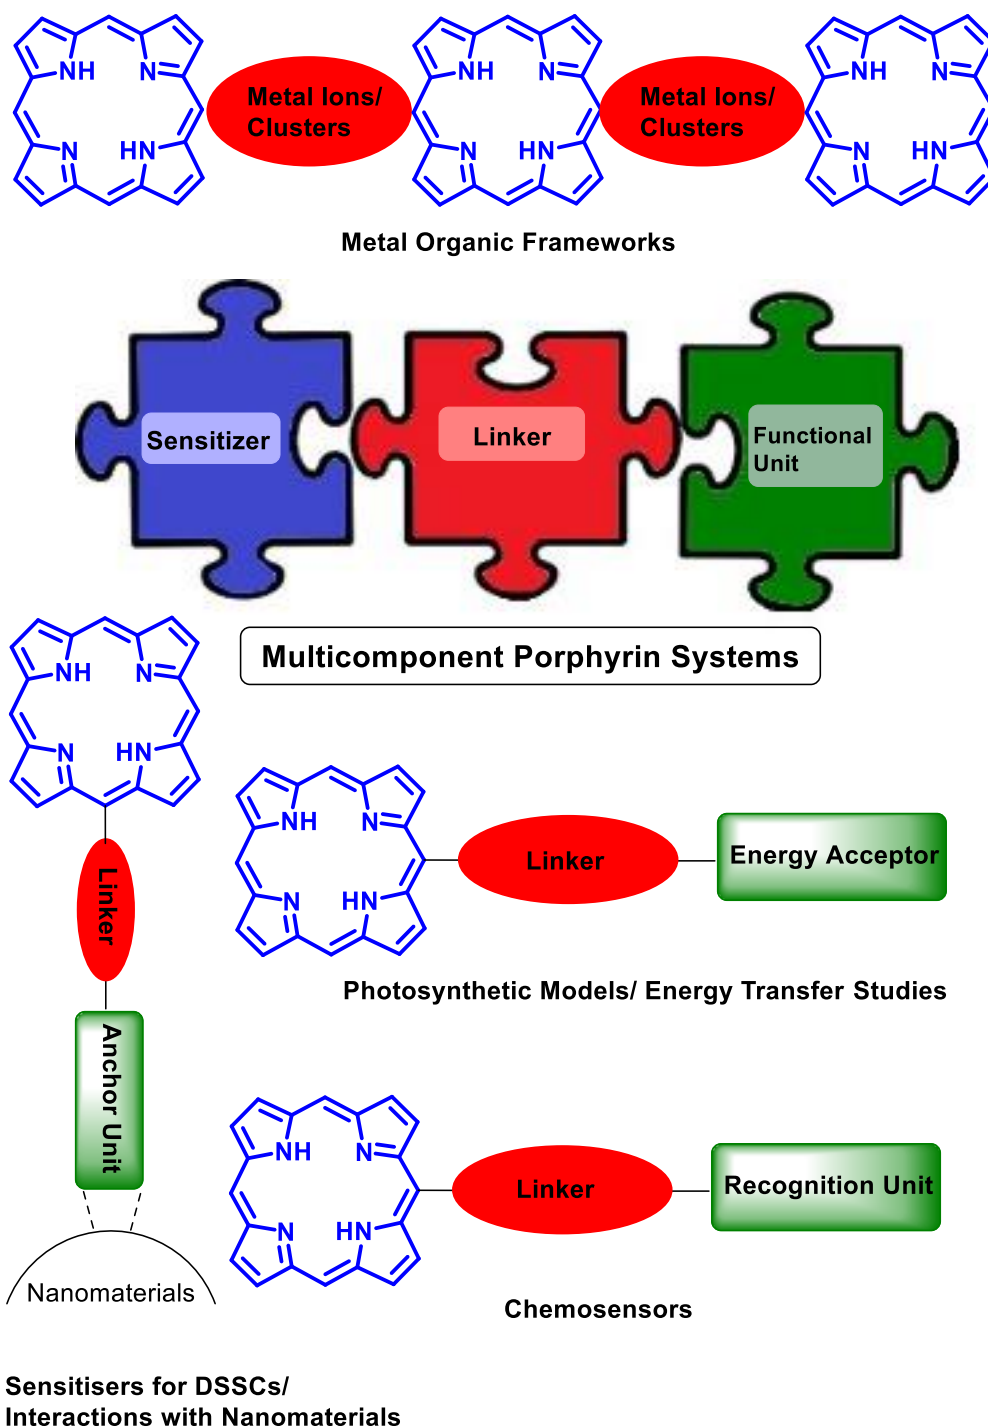 NH
N
N
HN
Metal Ions/
Clusters
NH
N
N
HN
Metal Ions/
Clusters
NH
N
N
HN
Metal Organic Frameworks
Sensitizer
Linker
Functional
Unit
Multicomponent Porphyrin Systems
NH
N
N
HN
Linker
Anchor Unit
Nanomaterials
Sensitisers for DSSCs/
Interactions with Nanomaterials
NH
N
N
HN
Linker
Energy Acceptor
Photosynthetic Models/ Energy Transfer Studies
NH
N
N
HN
Linker
Recognition Unit
Chemosensors